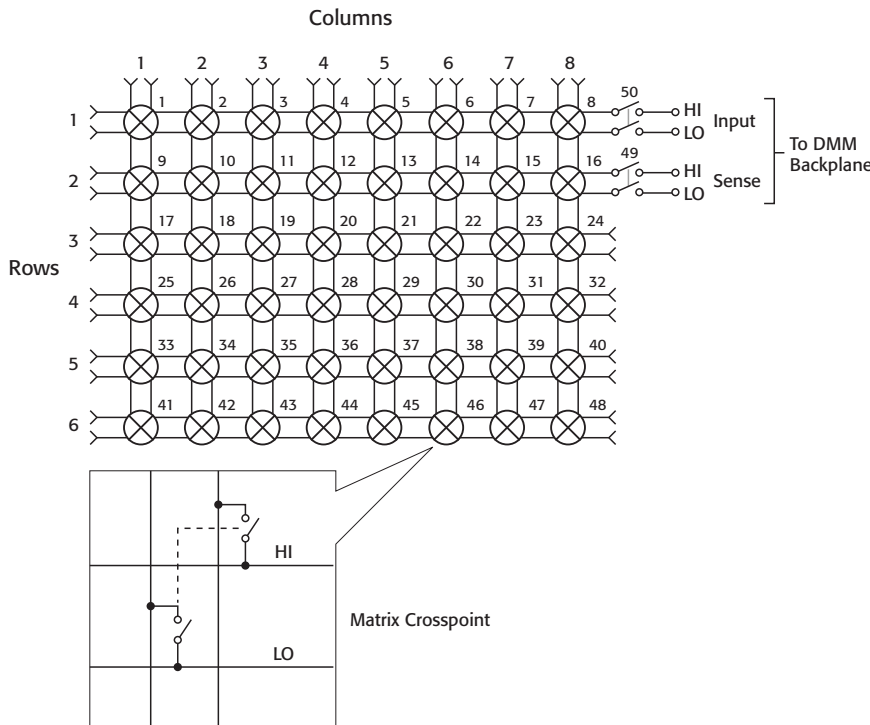 Columns
1 2 3 4 5 6 7 8
50
1 1 2 3 4 5 6 7 8 HI Input
LO
To DMM
Backplane
49
2 9 10 11 12 13 14 15 16 HI Sense
LO
3 17 18 19 20 21 22 23 24
Rows
4 25 26 27 28 29 30 31 32
5 33 34 35 36 37 38 39 40
6 41 42 43 44 45 46 47 48
HI
Matrix Crosspoint
LO